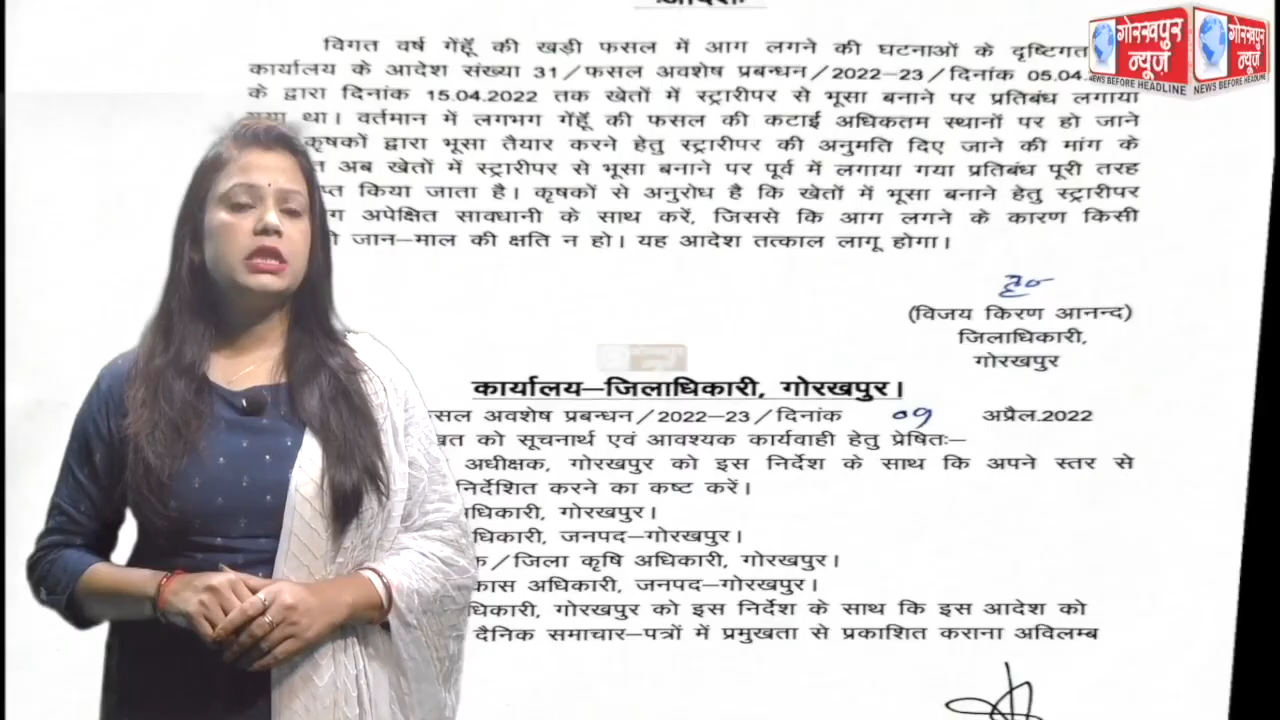 आदेशः
विगत वर्ष गेंहूँ की खड़ी फसल में आग लगने की घटनाओं के दृष्टिगत
कार्यालय के आदेश संख्या 31/फसल अवशेष प्रबन्धन/2022-23/दिनांक 05.04.
के द्वारा दिनांक 15.04.2022 तक खेतों में स्ट्रारीपर से भूसा बनाने पर प्रतिबंध लगाया
गया था। वर्तमान में लगभग गेंहूँ की फसल की कटाई अधिकतम स्थानों पर हो जाने
कृषकों द्वारा भूसा तैयार करने हेतु स्ट्रारीपर की अनुमति दिए जाने की मांग के
अब खेतों में स्ट्रारीपर से भूसा बनाने पर पूर्व में लगाया गया प्रतिबंध पूरी तरह
प्त किया जाता है। कृषकों से अनुरोध है कि खेतों में भूसा बनाने हेतु स्ट्रारीपर
ग अपेक्षित सावधानी के साथ करें, जिससे कि आग लगने के कारण किसी
जान-माल की क्षति न हो। यह आदेश तत्काल लागू होगा।
(विजय किरण आनन्द)
जिलाधिकारी,
गोरखपुर
कार्यालय-जिलाधिकारी, गोरखपुर।
फसल अवशेष प्रबन्धन/2022-23/दिनांक 09 अप्रैल.2022
खित को सूचनार्थ एवं आवश्यक कार्यवाही हेतु प्रेषितः-
अधीक्षक, गोरखपुर को इस निर्देश के साथ कि अपने स्तर से
निर्देशित करने का कष्ट करें।
धिकारी, गोरखपुर।
धिकारी, जनपद-गोरखपुर।
क/जिला कृषि अधिकारी, गोरखपुर।
कास अधिकारी, जनपद-गोरखपुर।
धिकारी, गोरखपुर को इस निर्देश के साथ कि इस आदेश को
दैनिक समाचार-पत्रों में प्रमुखता से प्रकाशित कराना अविलम्ब
गोरखपुर न्यूज़
NEWS BEFORE HEADLINE
गोरखपुर न्यूज़
NEWS BEFORE HEADLINE